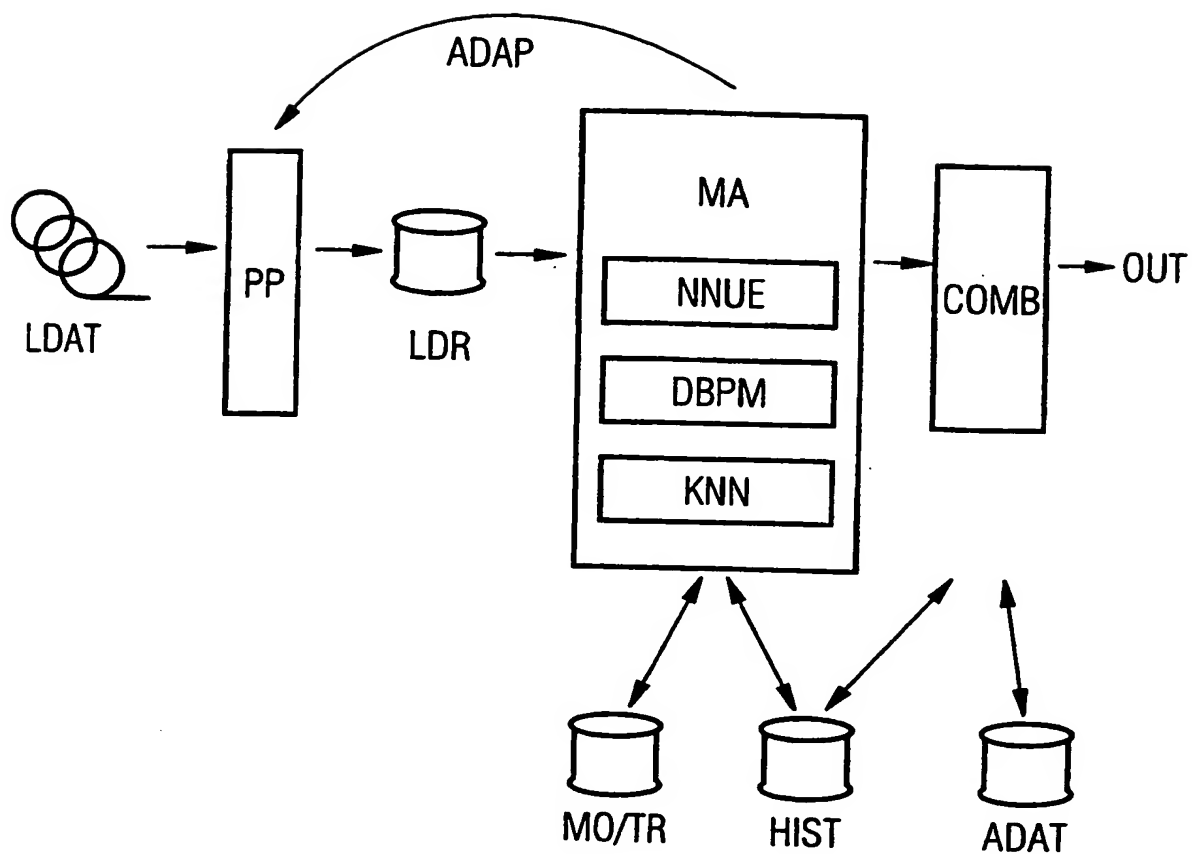 ADAP
MA
PP
NNUE
COMB
OUT
LDAT
LDR
DBPM
KNN
MO/TR
HIST
ADAT